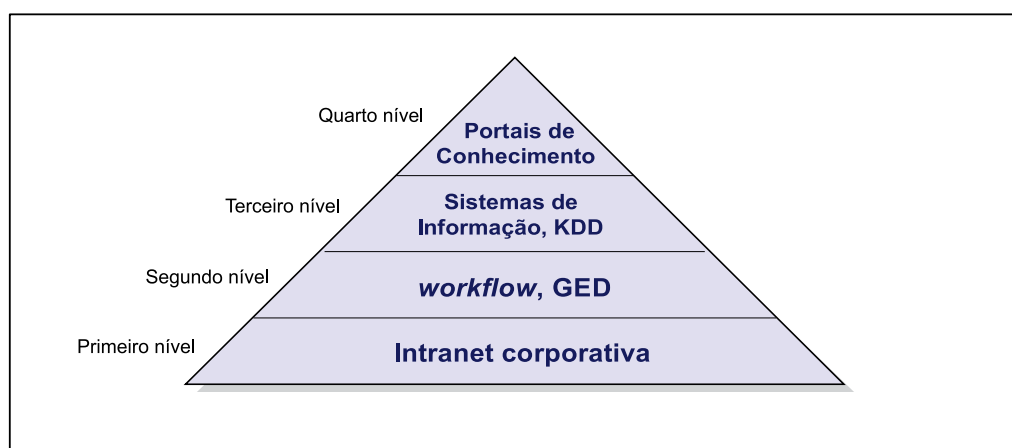 Quarto nível
Portais de
Conhecimento
Terceiro nível
Sistemas de
Informação, KDD
Segundo nível
workflow, GED
Primeiro nível
Intranet corporativa